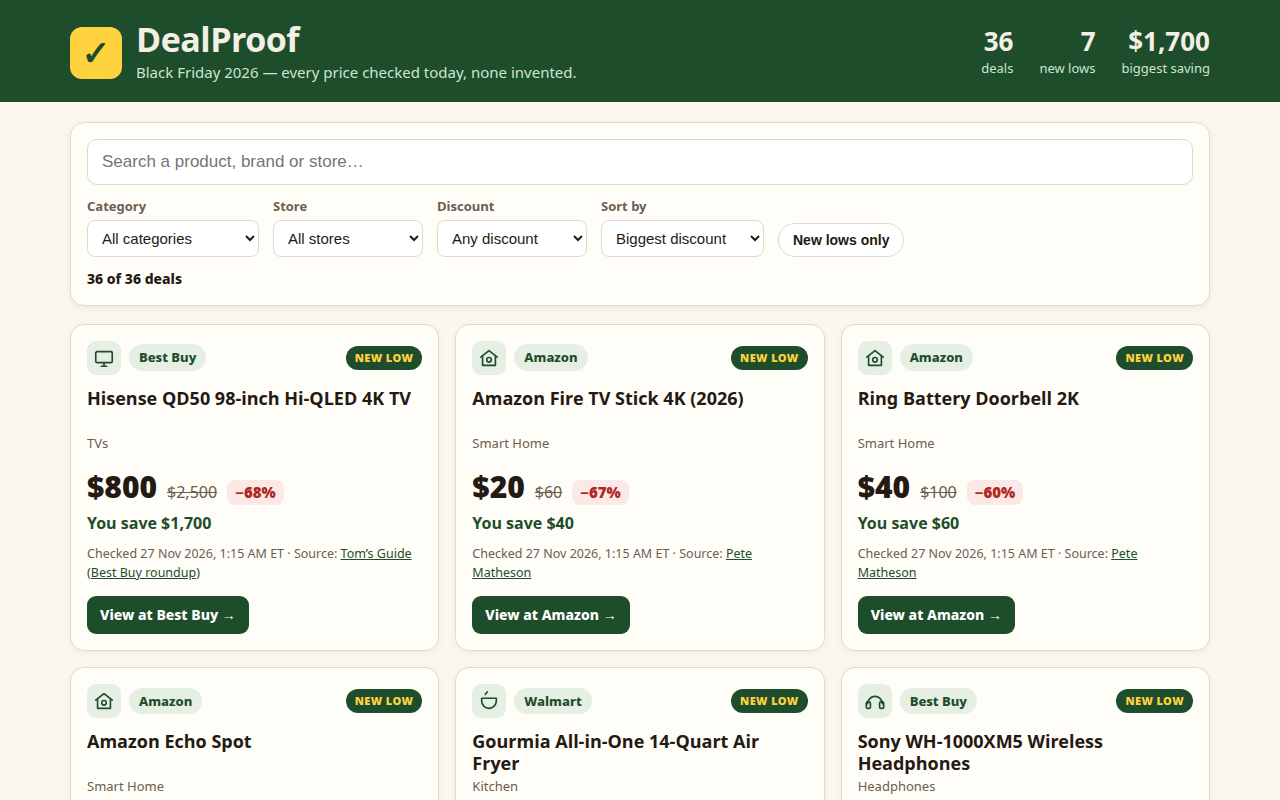 ✓
DealProof
Black Friday 2026 — every price checked today, none invented.
36
deals
7
new lows
$1,700
biggest saving
Search a product, brand or store…
Category
Store
Discount
Sort by
All categories
All stores
Any discount
Biggest discount
New lows only
36 of 36 deals
Best Buy
NEW LOW
Hisense QD50 98-inch Hi-QLED 4K TV
TVs
$800 $2,500 −68%
You save $1,700
Checked 27 Nov 2026, 1:15 AM ET · Source: Tom’s Guide
(Best Buy roundup)
View at Best Buy →
Amazon
NEW LOW
Amazon Fire TV Stick 4K (2026)
Smart Home
$20 $60 −67%
You save $40
Checked 27 Nov 2026, 1:15 AM ET · Source: Pete
Matheson
View at Amazon →
Amazon
NEW LOW
Ring Battery Doorbell 2K
Smart Home
$40 $100 −60%
You save $60
Checked 27 Nov 2026, 1:15 AM ET · Source: Pete
Matheson
View at Amazon →
Amazon
NEW LOW
Amazon Echo Spot
Smart Home
Walmart
NEW LOW
Gourmia All-in-One 14-Quart Air
Fryer
Kitchen
Best Buy
NEW LOW
Sony WH-1000XM5 Wireless
Headphones
Headphones